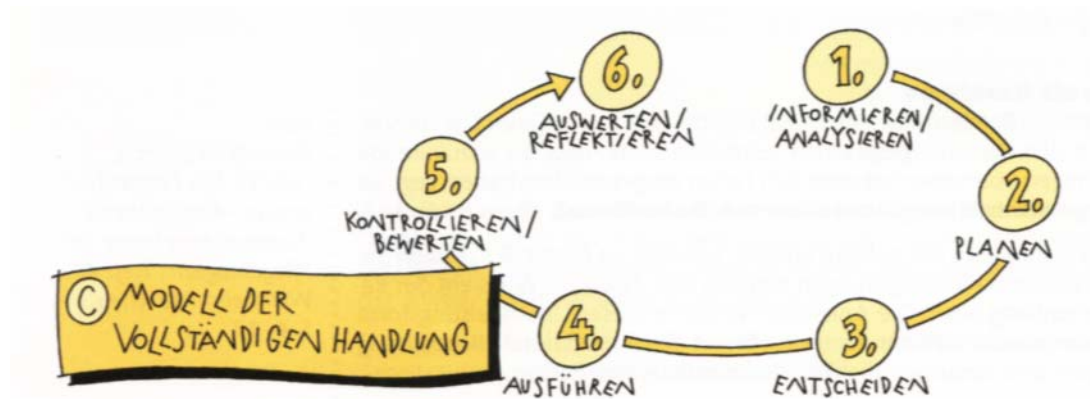 1.
INFORMIEREN/
ANALYSIEREN
2.
PLANEN
3.
ENTSCHEIDEN
4.
AUSFÜHREN
5.
KONTROLLIEREN/
BEWERTEN
6.
AUSWERTEN/
REFLEKTIEREN
C MODELL DER
VOLLSTÄNDIGEN HANDLUNG